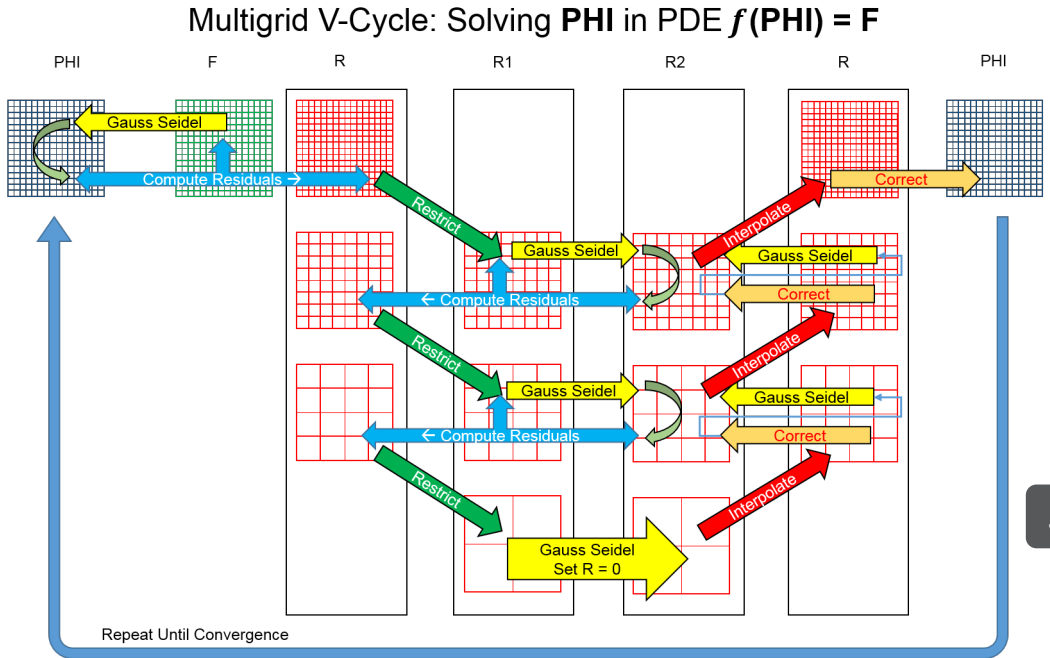 Multigrid V-Cycle: Solving PHI in PDE f (PHI) = F
PHI
F
R
R1
R2
R
PHI
Gauss Seidel
Compute Residuals →
Correct
Restrict
Interpolate
Gauss Seidel
Gauss Seidel
← Compute Residuals
Correct
Restrict
Interpolate
Gauss Seidel
Gauss Seidel
← Compute Residuals
Correct
Restrict
Interpolate
Gauss Seidel
Set R = 0
Repeat Until Convergence